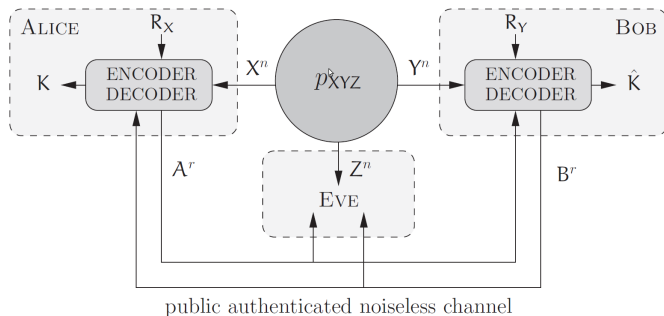 ALICE
R_X
R_Y
BOB
ENCODER
DECODER
K
X^n
p_XYZ
Y^n
ENCODER
DECODER
K̂
A^r
Z^n
EVE
B^r
public authenticated noiseless channel